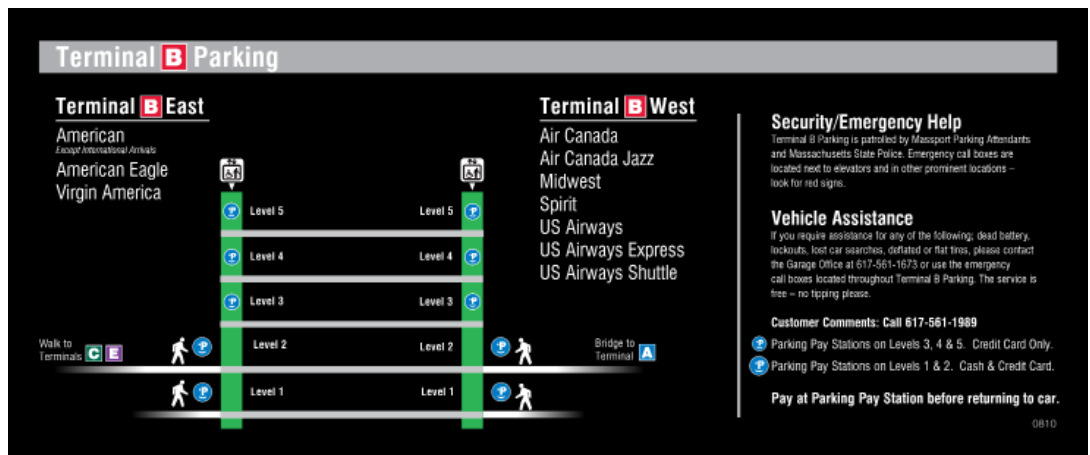 Terminal B Parking
Terminal B East
American
Except International Arrivals
American Eagle
Virgin America
Level 5
Level 5
Level 4
Level 4
Level 3
Level 3
Level 2
Level 2
Level 1
Level 1
Walk to
Terminals C E
Bridge to
Terminal A
Terminal B West
Air Canada
Air Canada Jazz
Midwest
Spirit
US Airways
US Airways Express
US Airways Shuttle
Security/Emergency Help
Terminal B Parking is patrolled by Massport Parking Attendants
and Massachusetts State Police. Emergency call boxes are
located next to elevators and in other prominent locations –
look for red signs.
Vehicle Assistance
If you require assistance for any of the following; dead battery,
lockouts, lost car searches, deflated or flat tires, please contact
the Garage Office at 617-561-1673 or use the emergency
call boxes located throughout Terminal B Parking. The service is
free – no tipping please.
Customer Comments: Call 617-561-1989
P Parking Pay Stations on Levels 3, 4 & 5. Credit Card Only.
P Parking Pay Stations on Levels 1 & 2. Cash & Credit Card.
Pay at Parking Pay Station before returning to car.
0810